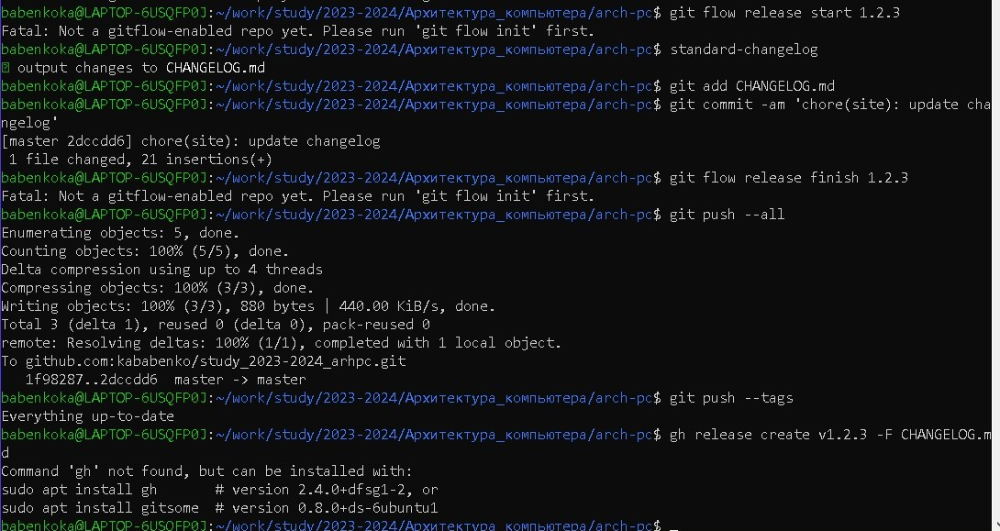 babenkoka@LAPTOP-6USQFP0J:~/work/study/2023-2024/Архитектура_компьютера/arch-pc$ git flow release start 1.2.3
Fatal: Not a gitflow-enabled repo yet. Please run 'git flow init' first.
babenkoka@LAPTOP-6USQFP0J:~/work/study/2023-2024/Архитектура_компьютера/arch-pc$ standard-changelog
output changes to CHANGELOG.md
babenkoka@LAPTOP-6USQFP0J:~/work/study/2023-2024/Архитектура_компьютера/arch-pc$ git add CHANGELOG.md
babenkoka@LAPTOP-6USQFP0J:~/work/study/2023-2024/Архитектура_компьютера/arch-pc$ git commit -am 'chore(site): update cha
ngelog'
[master 2dccdd6] chore(site): update changelog
 1 file changed, 21 insertions(+)
babenkoka@LAPTOP-6USQFP0J:~/work/study/2023-2024/Архитектура_компьютера/arch-pc$ git flow release finish 1.2.3
Fatal: Not a gitflow-enabled repo yet. Please run 'git flow init' first.
babenkoka@LAPTOP-6USQFP0J:~/work/study/2023-2024/Архитектура_компьютера/arch-pc$ git push --all
Enumerating objects: 5, done.
Counting objects: 100% (5/5), done.
Delta compression using up to 4 threads
Compressing objects: 100% (3/3), done.
Writing objects: 100% (3/3), 880 bytes | 440.00 KiB/s, done.
Total 3 (delta 1), reused 0 (delta 0), pack-reused 0
remote: Resolving deltas: 100% (1/1), completed with 1 local object.
To github.com:kababenko/study_2023-2024_arhpc.git
   1f98287..2dccdd6  master -> master
babenkoka@LAPTOP-6USQFP0J:~/work/study/2023-2024/Архитектура_компьютера/arch-pc$ git push --tags
Everything up-to-date
babenkoka@LAPTOP-6USQFP0J:~/work/study/2023-2024/Архитектура_компьютера/arch-pc$ gh release create v1.2.3 -F CHANGELOG.m
d
Command 'gh' not found, but can be installed with:
sudo apt install gh       # version 2.4.0+dfsg1-2, or
sudo apt install gitsome  # version 0.8.0+ds-6ubuntu1
babenkoka@LAPTOP-6USQFP0J:~/work/study/2023-2024/Архитектура_компьютера/arch-pc$ _